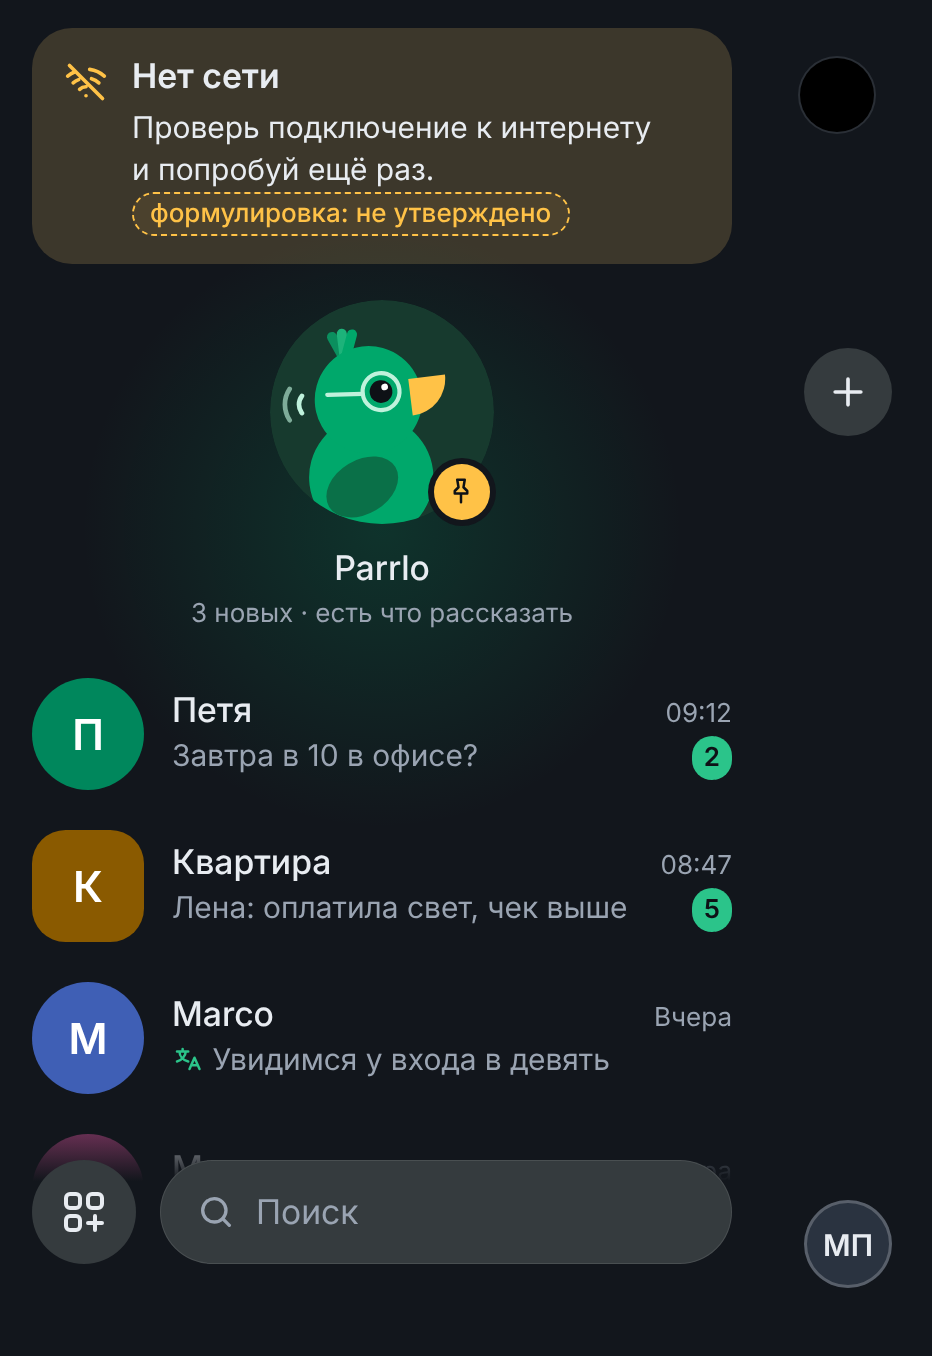 Нет сети
Проверь подключение к интернету
и попробуй ещё раз.
формулировка: не утверждено
Parrlo
3 новых · есть что рассказать
П
Петя
09:12
Завтра в 10 в офисе?
2
К
Квартира
08:47
Лена: оплатила свет, чек выше
5
M
Marco
Вчера
Увидимся у входа в девять
Поиск
МП